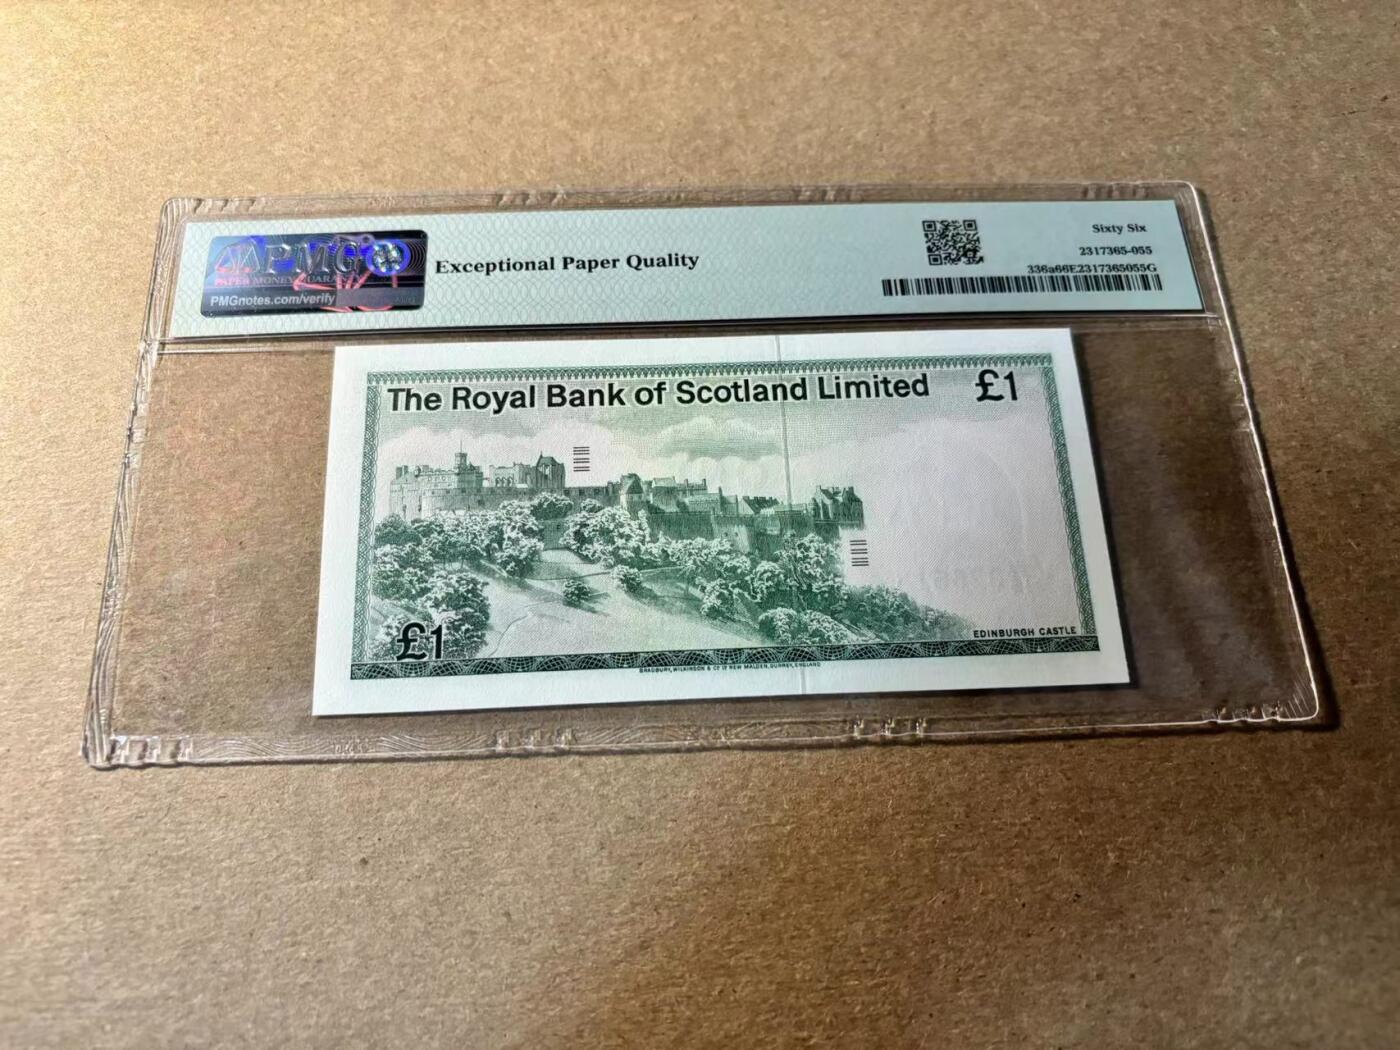 PMG
PAPER MONEY GUARANTY
PMGnotes.com/verify
Exceptional Paper Quality
Sixty Six
2317365-055
336a66E2317365055G
The Royal Bank of Scotland Limited
£1
£1
EDINBURGH CASTLE
BRADBURY, WILKINSON & Co Ld NEW MALDEN, SURREY, ENGLAND